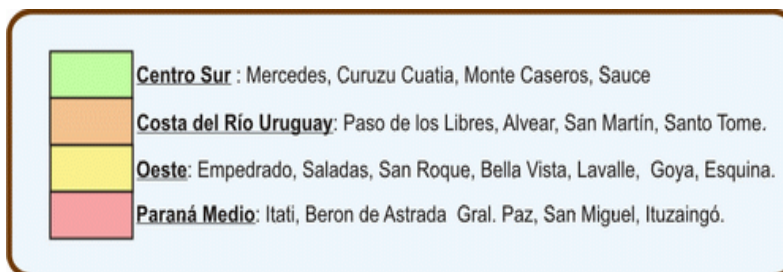 Centro Sur : Mercedes, Curuzu Cuatia, Monte Caseros, Sauce
Costa del Río Uruguay: Paso de los Libres, Alvear, San Martín, Santo Tome.
Oeste: Empedrado, Saladas, San Roque, Bella Vista, Lavalle, Goya, Esquina.
Paraná Medio: Itati, Beron de Astrada Gral. Paz, San Miguel, Ituzaingó.